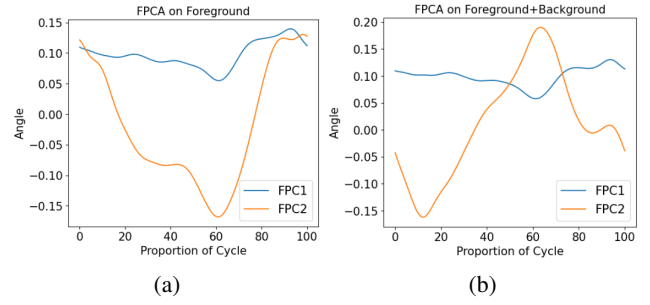 FPCA on Foreground
0.15
0.10
0.05
0.00
−0.05
−0.10
−0.15
Angle
FPC1
FPC2
0 20 40 60 80 100
Proportion of Cycle
(a)
FPCA on Foreground+Background
0.20
0.15
0.10
0.05
0.00
−0.05
−0.10
−0.15
Angle
FPC1
FPC2
0 20 40 60 80 100
Proportion of Cycle
(b)